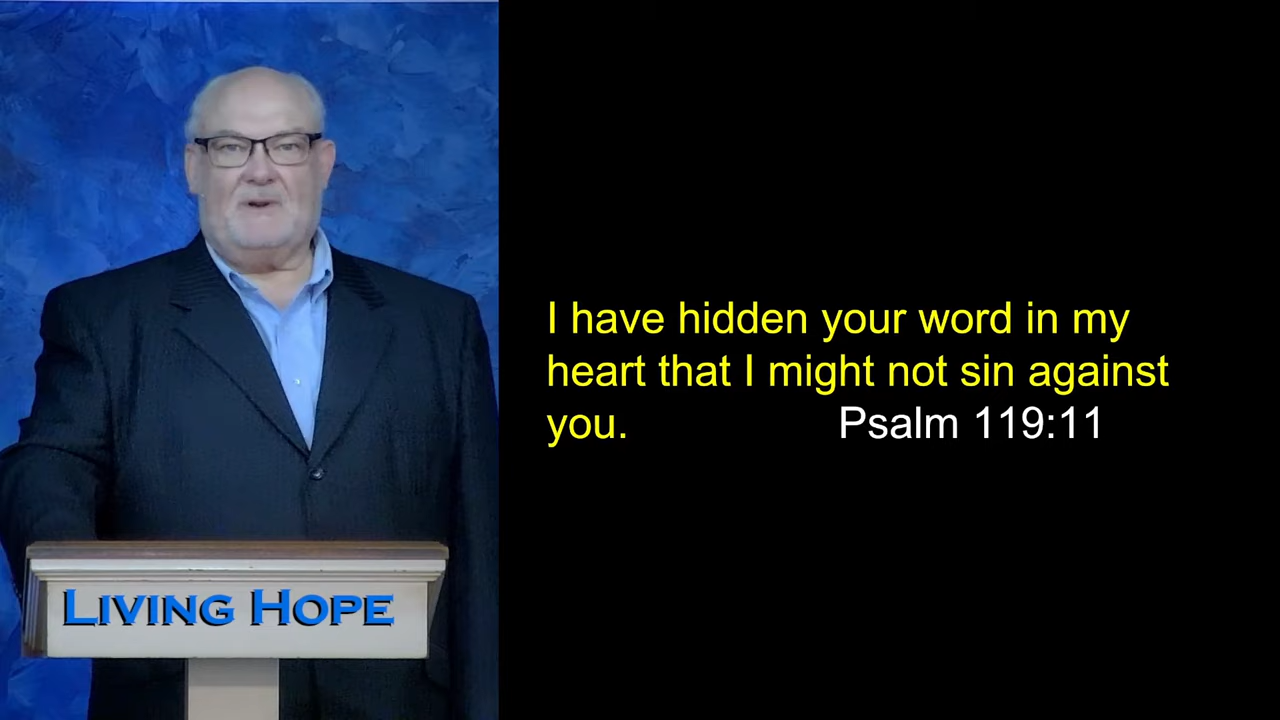 I have hidden your word in my
heart that I might not sin against
you. Psalm 119:11
LIVING HOPE